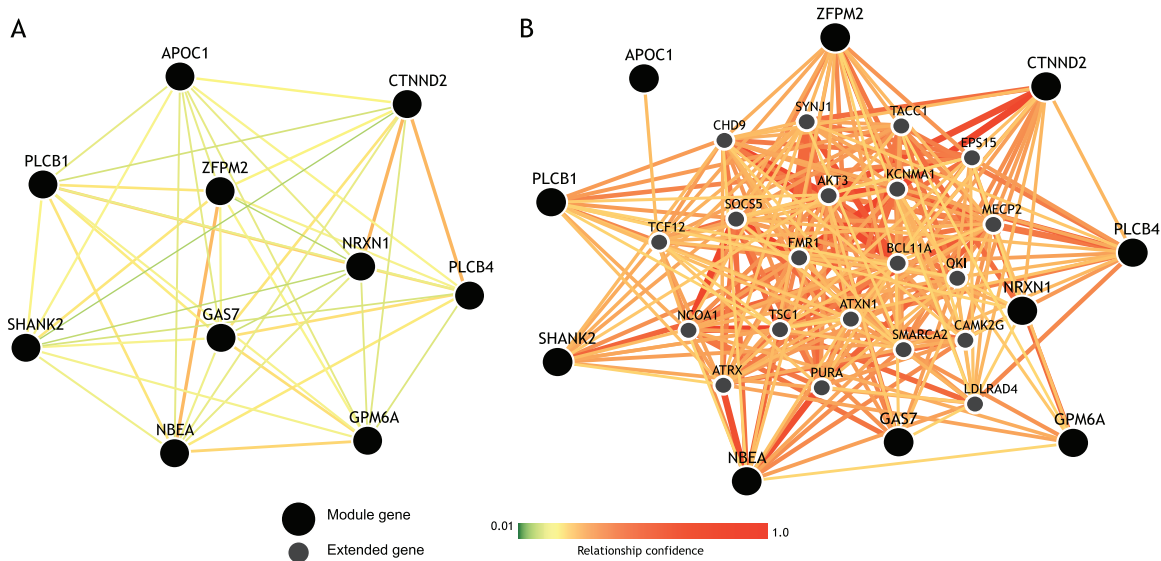 A
APOC1
CTNND2
PLCB1
ZFPM2
NRXN1
PLCB4
SHANK2
GAS7
NBEA
GPM6A
Module gene
Extended gene
B
ZFPM2
APOC1
CTNND2
SYNJ1
TACC1
CHD9
EPS15
PLCB1
AKT3
KCNMA1
SOCS5
MECP2
TCF12
PLCB4
FMR1
BCL11A
QKI
NRXN1
NCOA1
TSC1
ATXN1
SHANK2
SMARCA2
CAMK2G
ATRX
PURA
LDLRAD4
GAS7
GPM6A
NBEA
0.01
1.0
Relationship confidence